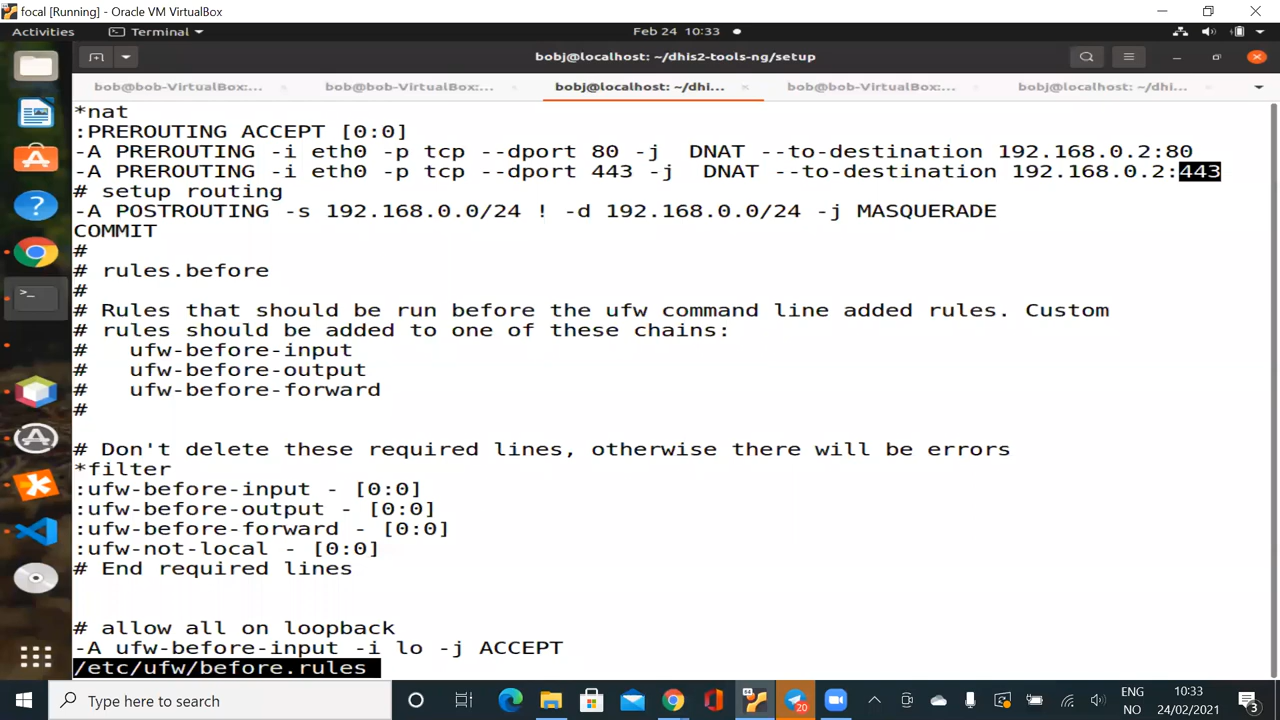 focal [Running] - Oracle VM VirtualBox
Activities
Terminal
Feb 24 10:33
bobj@localhost: ~/dhis2-tools-ng/setup
bob@bob-VirtualBox:...
bob@bob-VirtualBox:...
bobj@localhost: ~/dhi...
bob@bob-VirtualBox:...
bobj@localhost: ~/dhi...
*nat
:PREROUTING ACCEPT [0:0]
-A PREROUTING -i eth0 -p tcp --dport 80 -j  DNAT --to-destination 192.168.0.2:80
-A PREROUTING -i eth0 -p tcp --dport 443 -j  DNAT --to-destination 192.168.0.2:443
# setup routing
-A POSTROUTING -s 192.168.0.0/24 ! -d 192.168.0.0/24 -j MASQUERADE
COMMIT
#
# rules.before
#
# Rules that should be run before the ufw command line added rules. Custom
# rules should be added to one of these chains:
#   ufw-before-input
#   ufw-before-output
#   ufw-before-forward
#
# Don't delete these required lines, otherwise there will be errors
*filter
:ufw-before-input - [0:0]
:ufw-before-output - [0:0]
:ufw-before-forward - [0:0]
:ufw-not-local - [0:0]
# End required lines
# allow all on loopback
-A ufw-before-input -i lo -j ACCEPT
/etc/ufw/before.rules
Type here to search
20
ENG
NO
10:33
24/02/2021
3